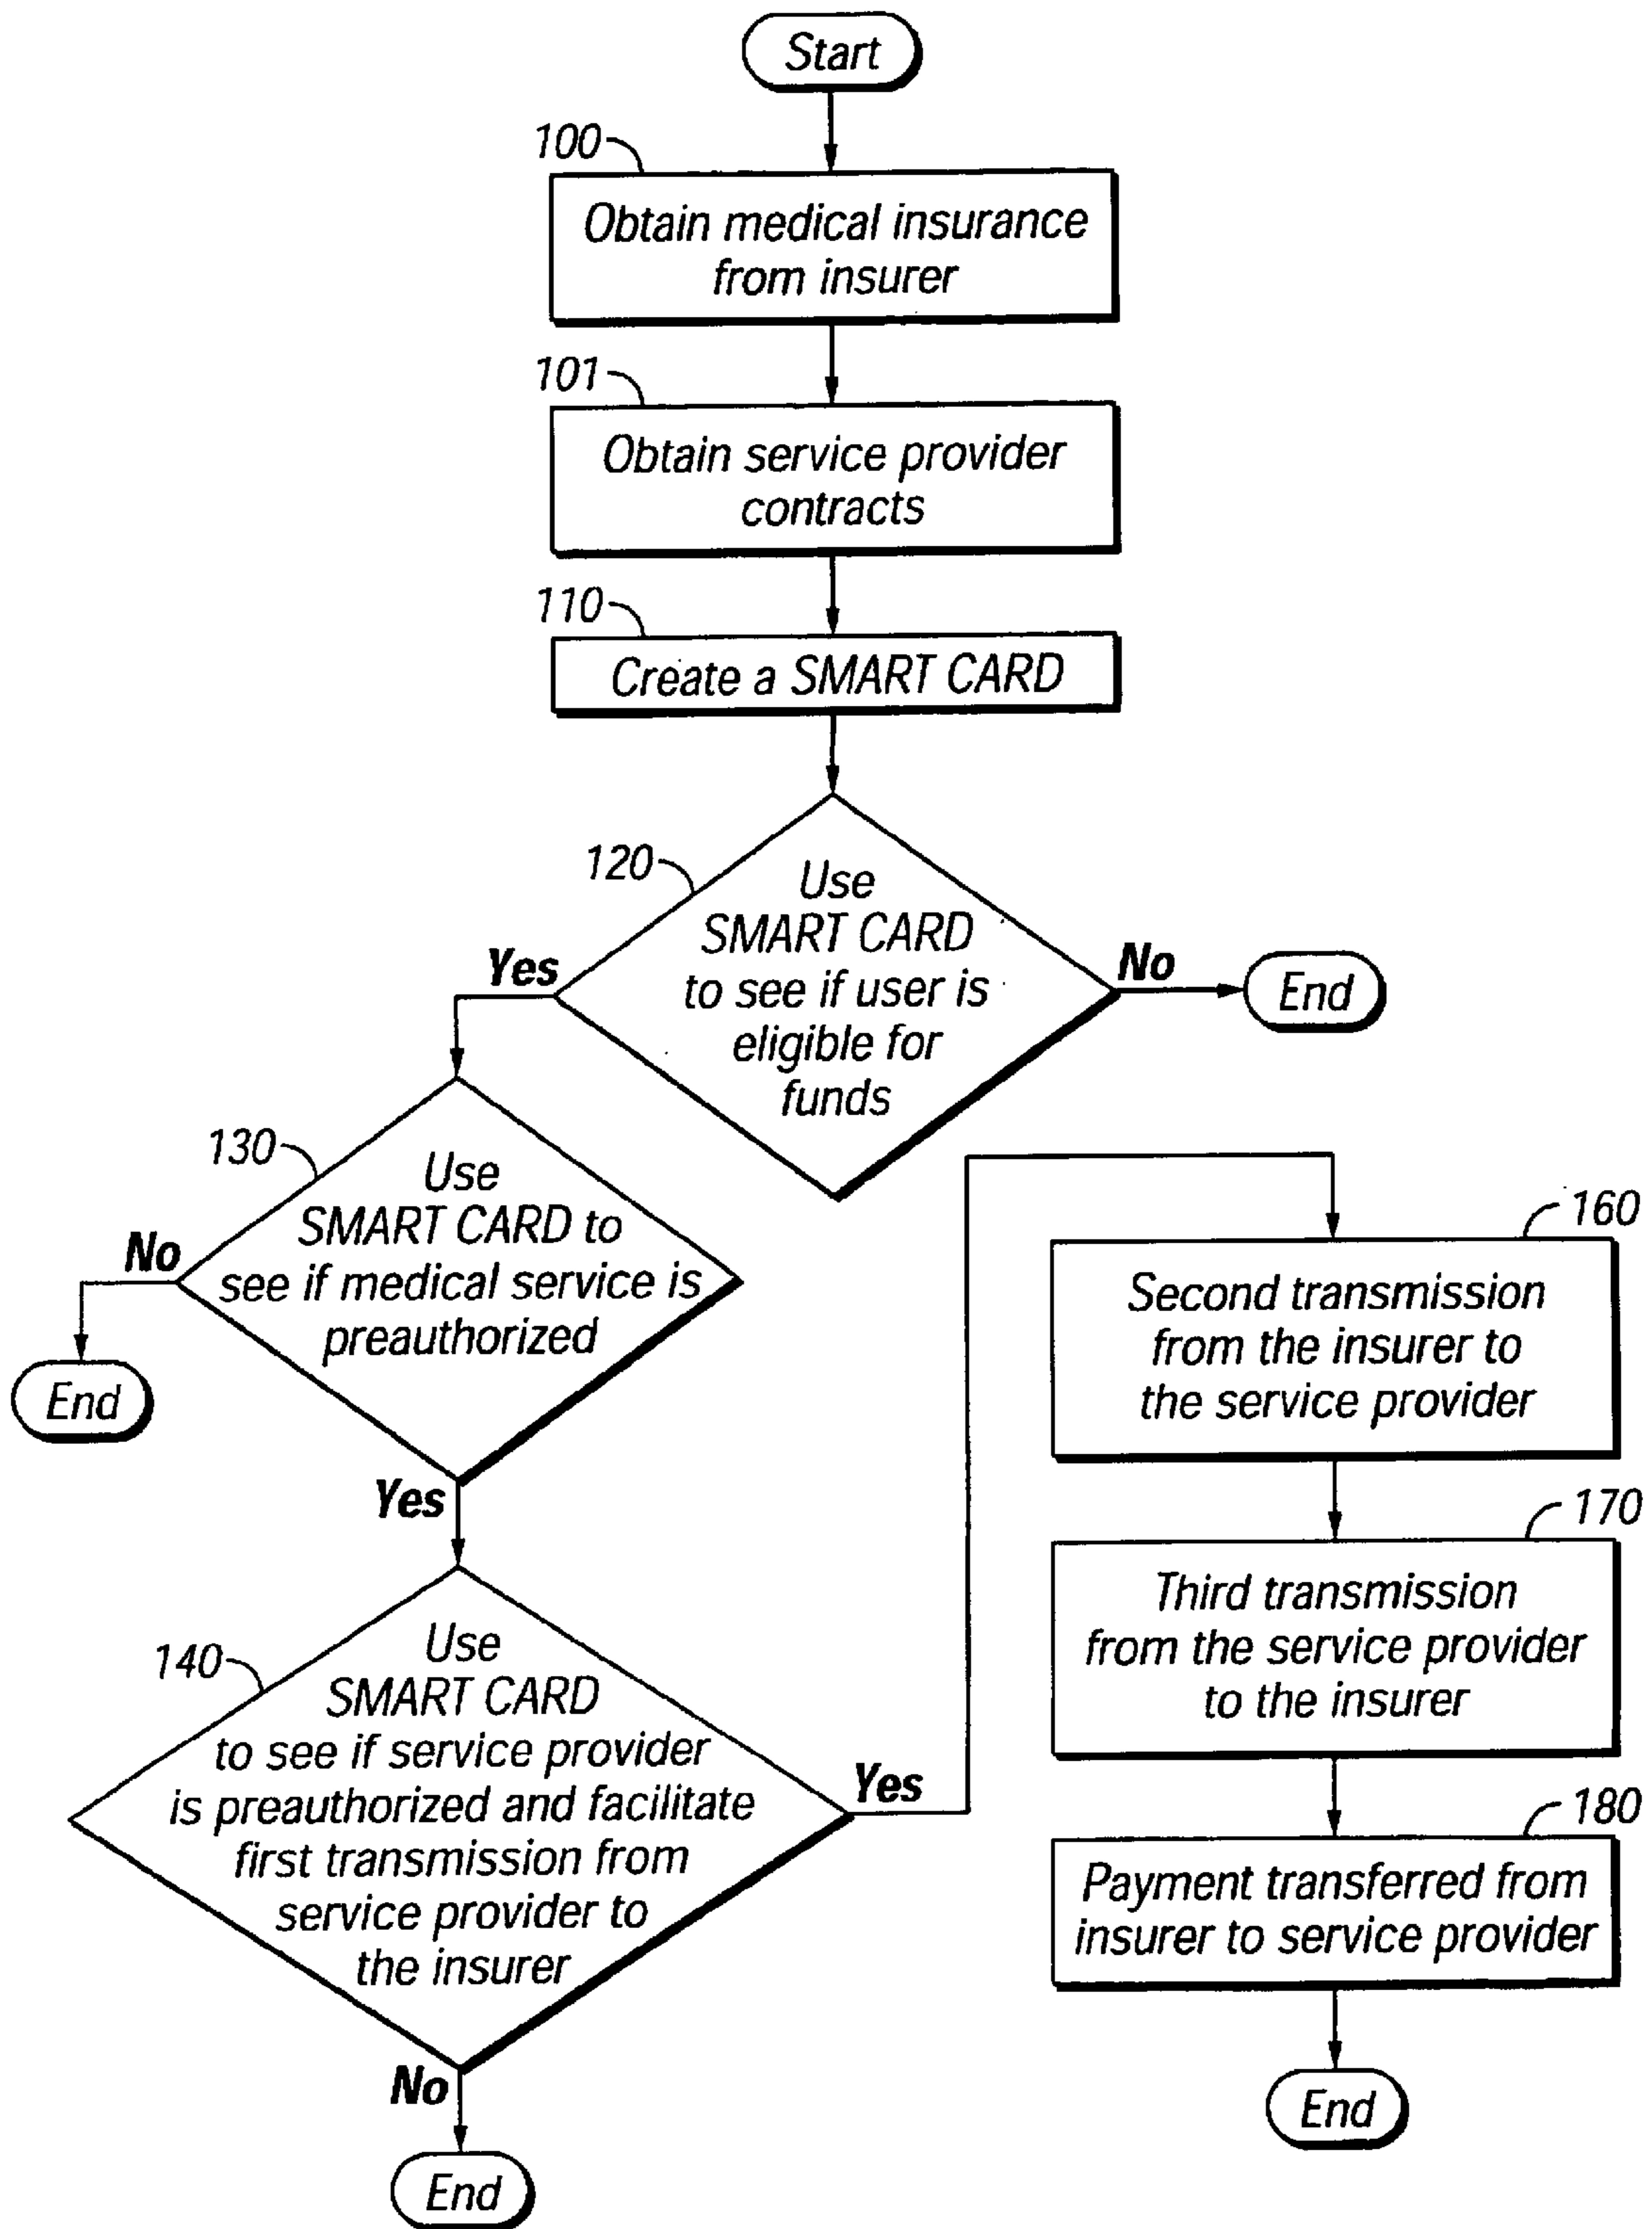 Start
100
Obtain medical insurance
from insurer
101
Obtain service provider
contracts
110
Create a SMART CARD
120
Use
SMART CARD
to see if user is
eligible for
funds
Yes
No
End
130
Use
SMART CARD to
see if medical service is
preauthorized
No
End
Yes
140
Use
SMART CARD
to see if service provider
is preauthorized and facilitate
first transmission from
service provider to
the insurer
Yes
No
End
160
Second transmission
from the insurer to
the service provider
170
Third transmission
from the service provider
to the insurer
180
Payment transferred from
insurer to service provider
End